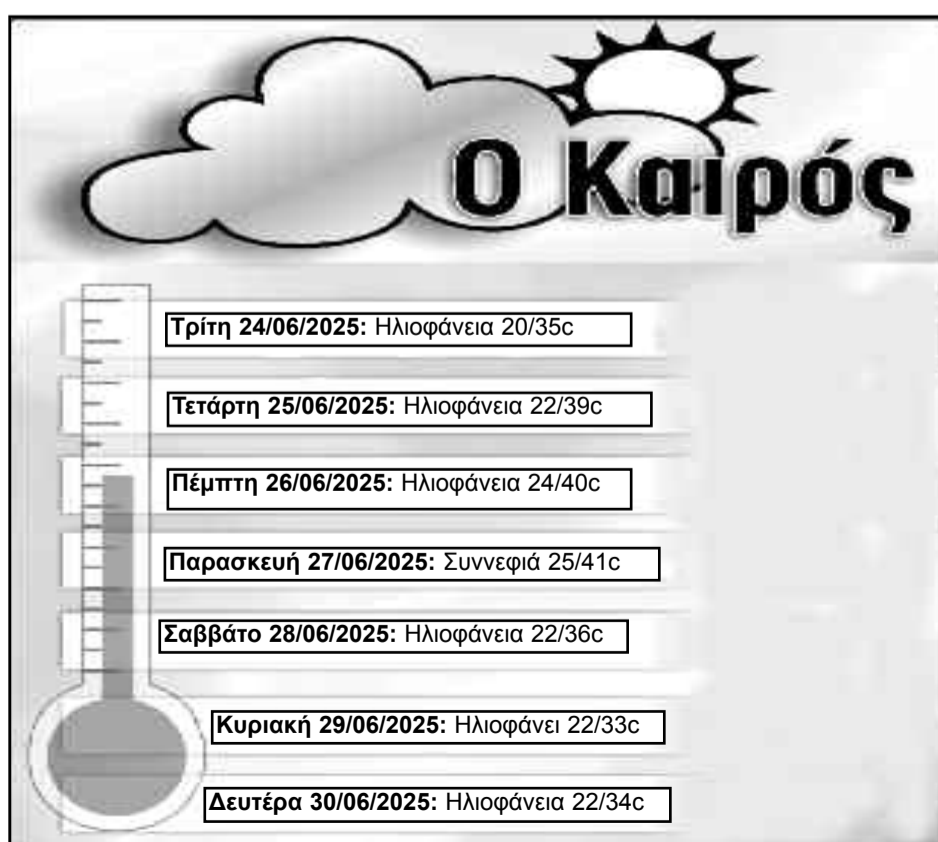 Ο Καιρός
Τρίτη 24/06/2025: Ηλιοφάνεια 20/35c
Τετάρτη 25/06/2025: Ηλιοφάνεια 22/39c
Πέμπτη 26/06/2025: Ηλιοφάνεια 24/40c
Παρασκευή 27/06/2025: Συννεφιά 25/41c
Σαββάτο 28/06/2025: Ηλιοφάνεια 22/36c
Κυριακή 29/06/2025: Ηλιοφάνει 22/33c
Δευτέρα 30/06/2025: Ηλιοφάνεια 22/34c